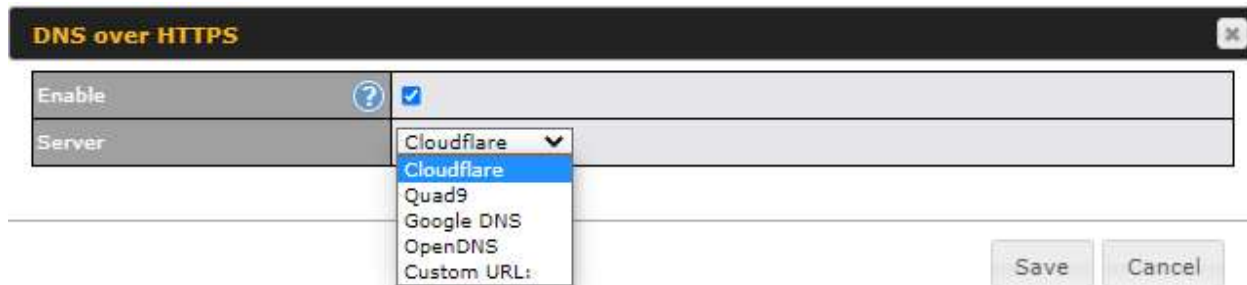 DNS over HTTPS
Enable ?
Server Cloudflare
Cloudflare
Quad9
Google DNS
OpenDNS
Custom URL:
Save Cancel